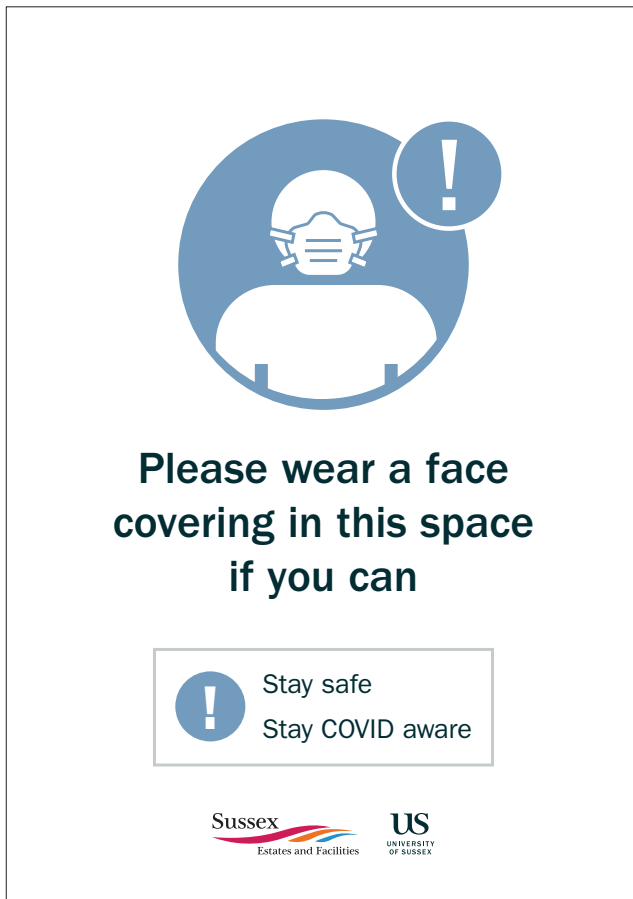 !
Please wear a face
covering in this space
if you can
!
Stay safe
Stay COVID aware
Sussex
Estates and Facilities
US
UNIVERSITY
OF SUSSEX